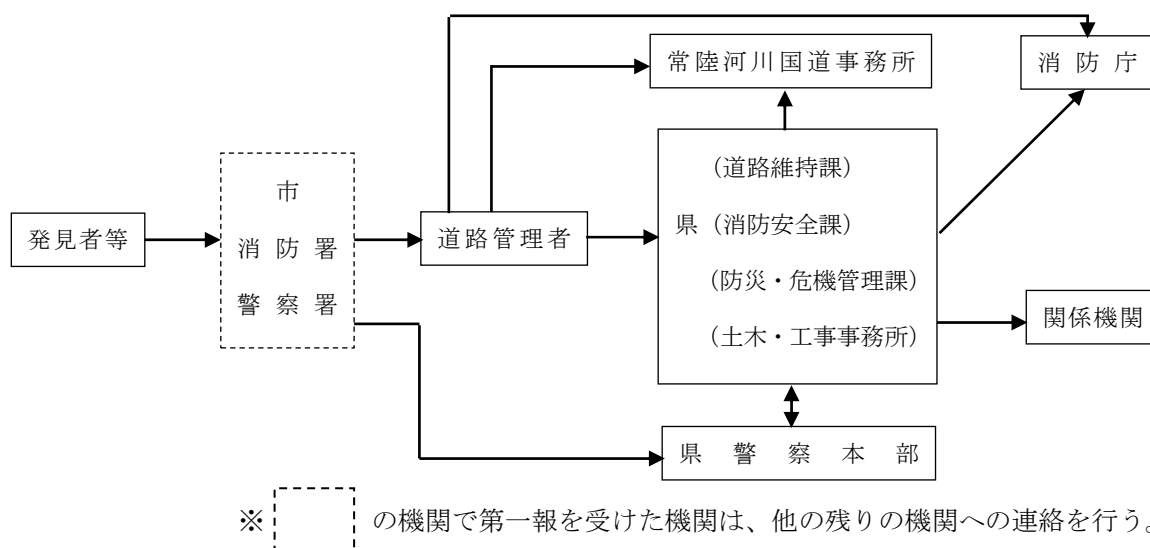 常陸河川国道事務所
消防庁
(道路維持課)
市
発見者等
消防署
道路管理者
県(消防安全課)
警察署
(防災・危機管理課)
(土木・工事事務所)
関係機関
県警察本部
※ の機関で第一報を受けた機関は、他の残りの機関への連絡を行う。